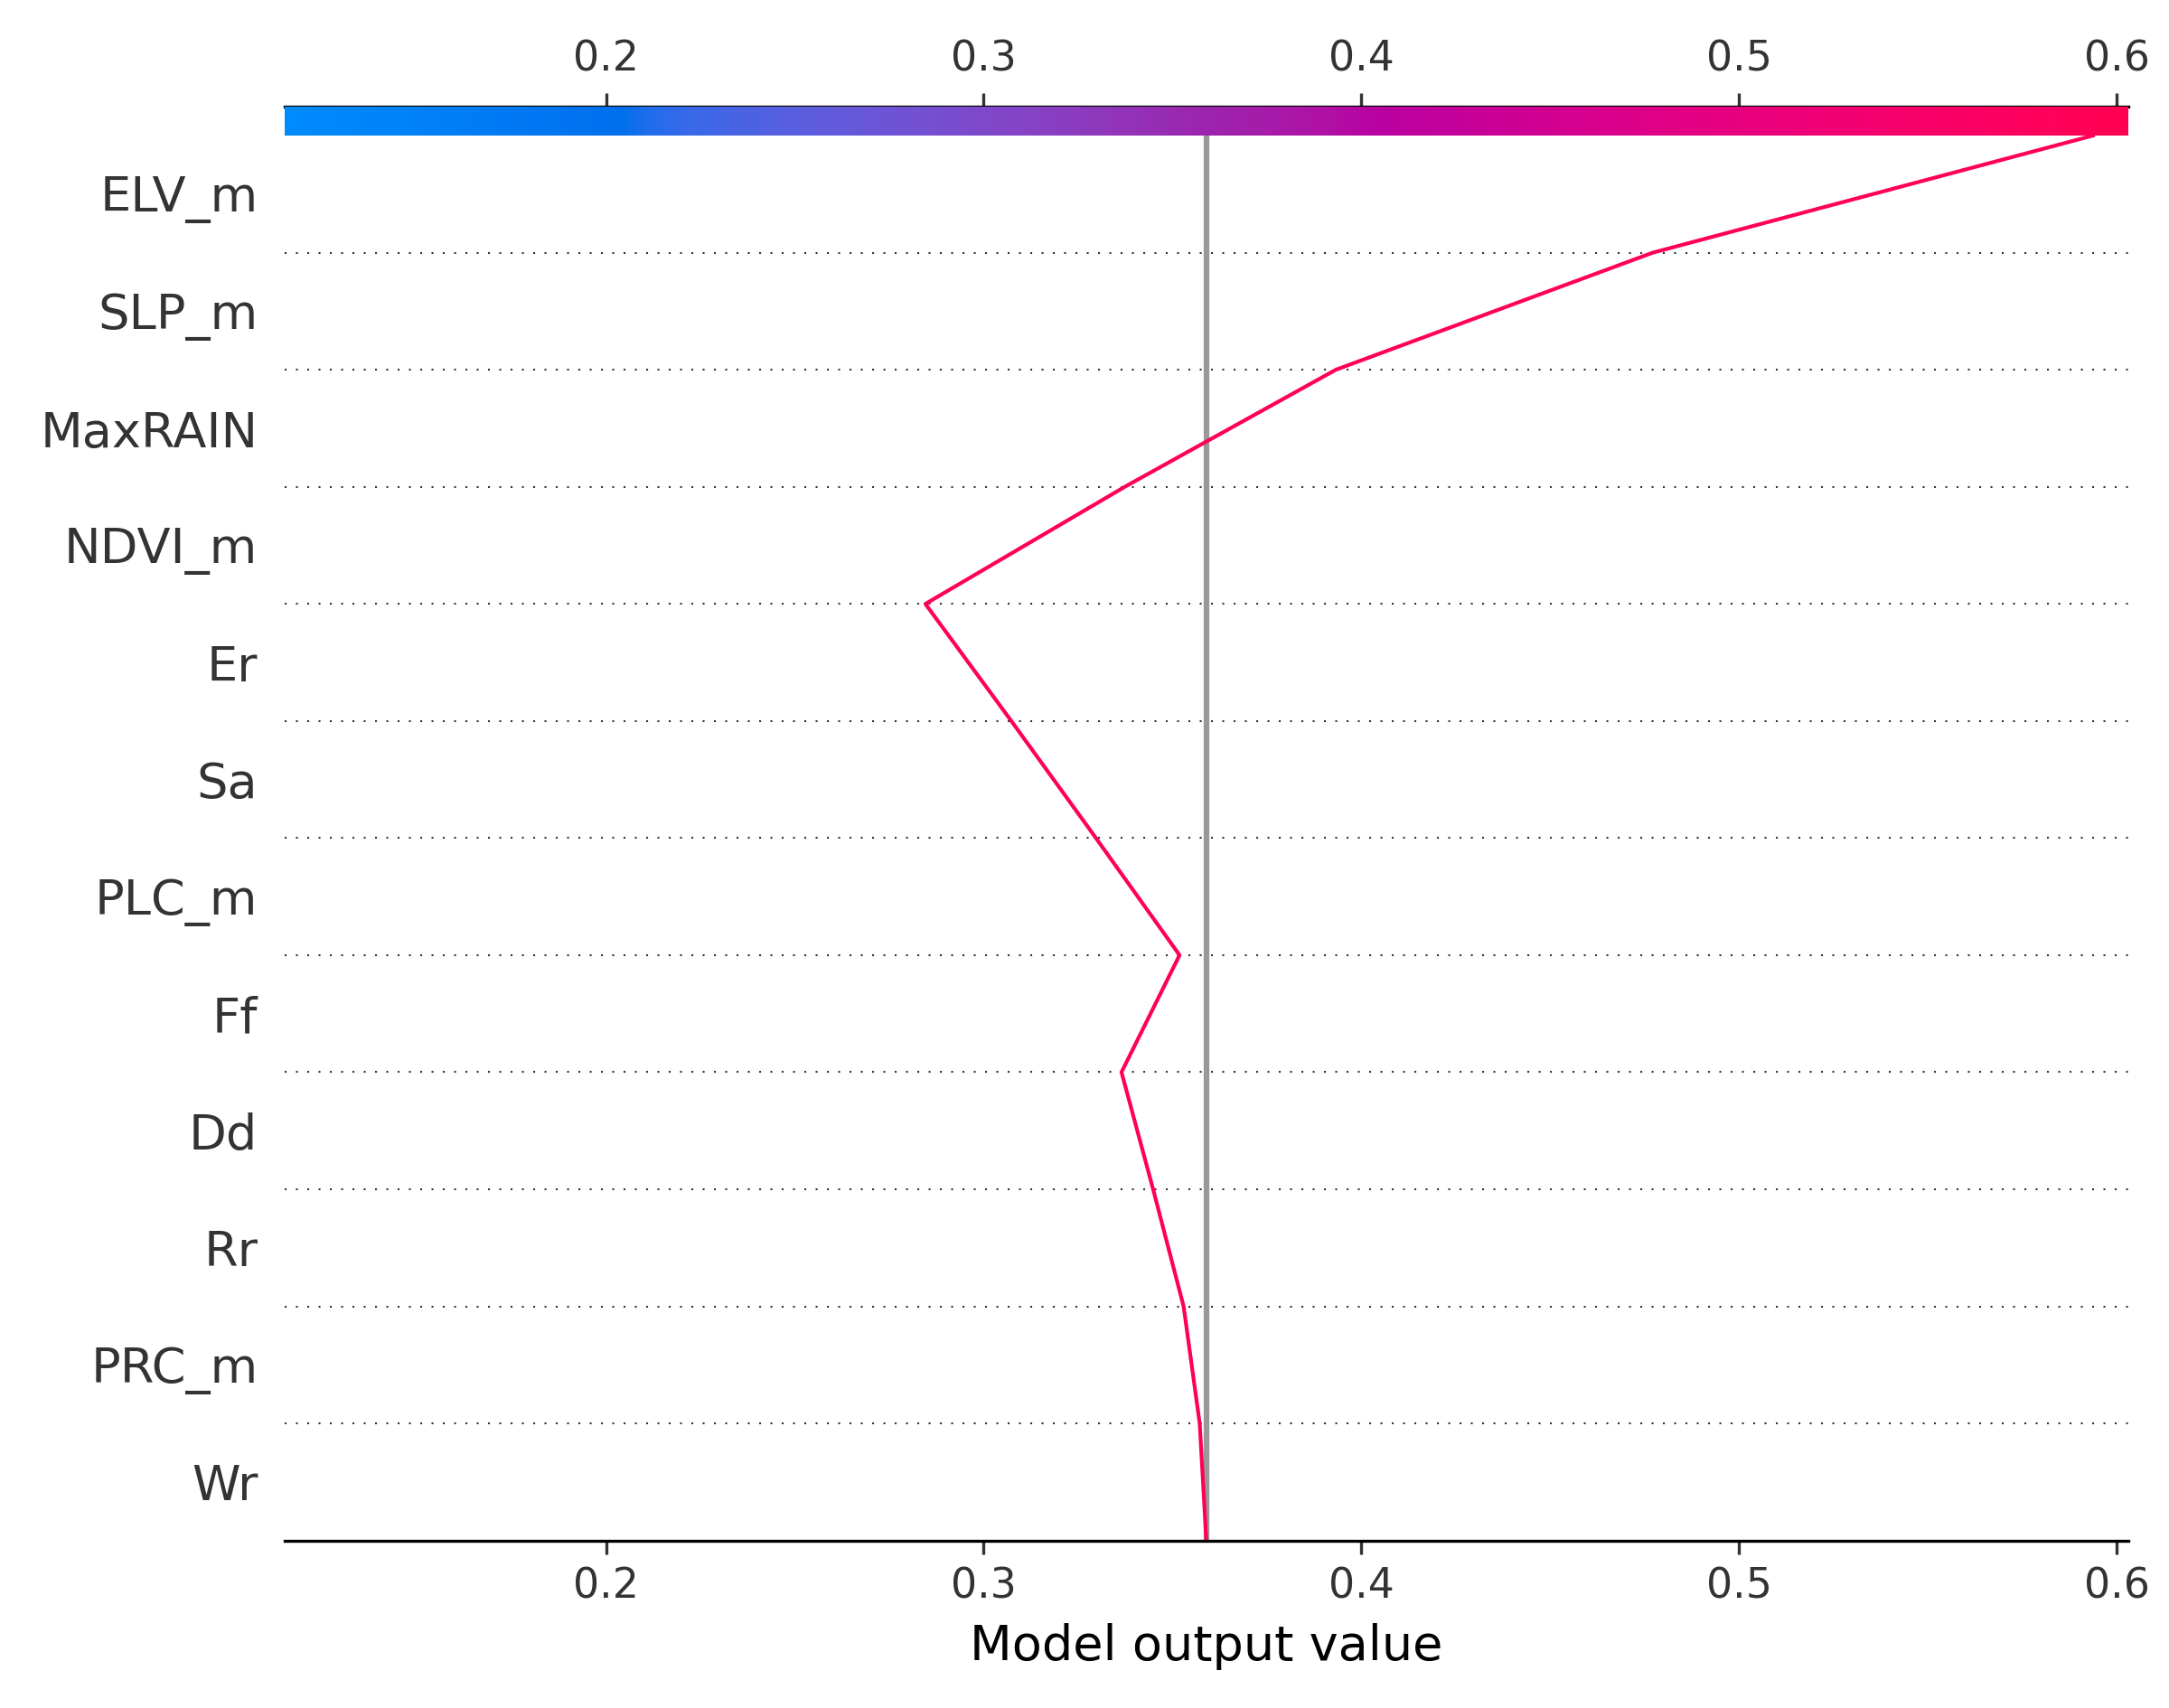 0.2 0.3 0.4 0.5 0.6
ELV_m
SLP_m
MaxRAIN
NDVI_m
Er
Sa
PLC_m
Ff
Dd
Rr
PRC_m
Wr
0.2 0.3 0.4 0.5 0.6
Model output value